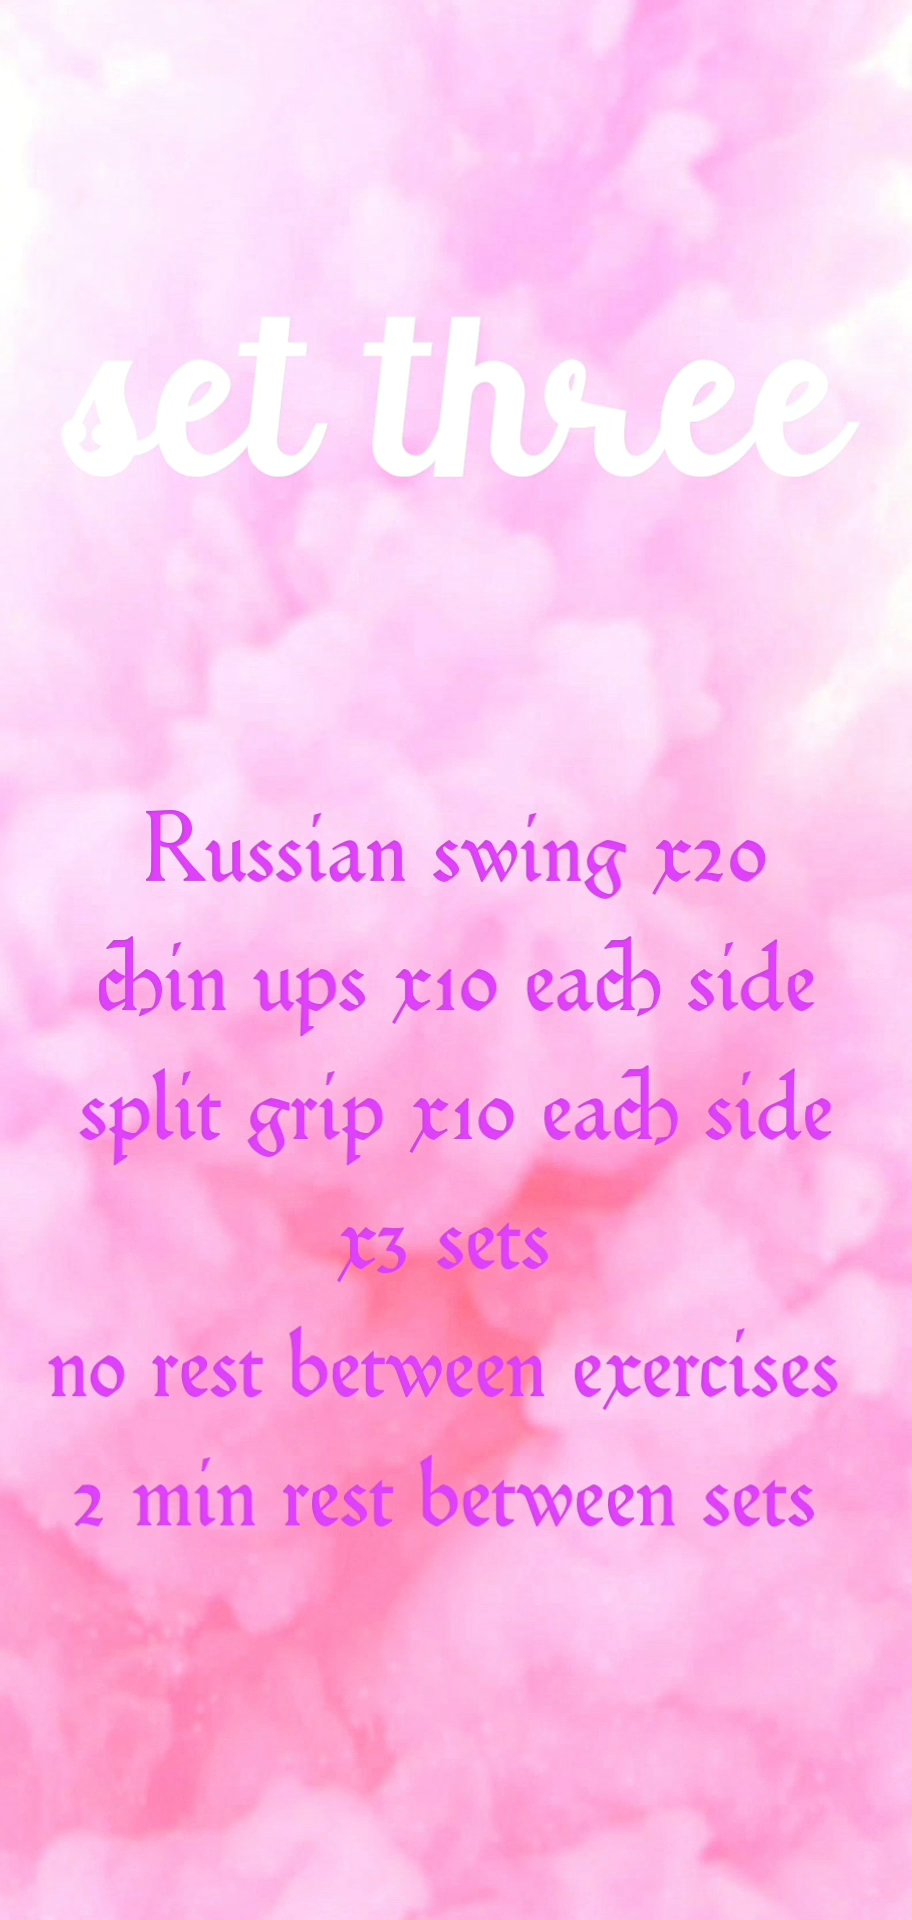 set three
Russian swing x20
chin ups x10 each side
split grip x10 each side
x3 sets
no rest between exercises
2 min rest between sets